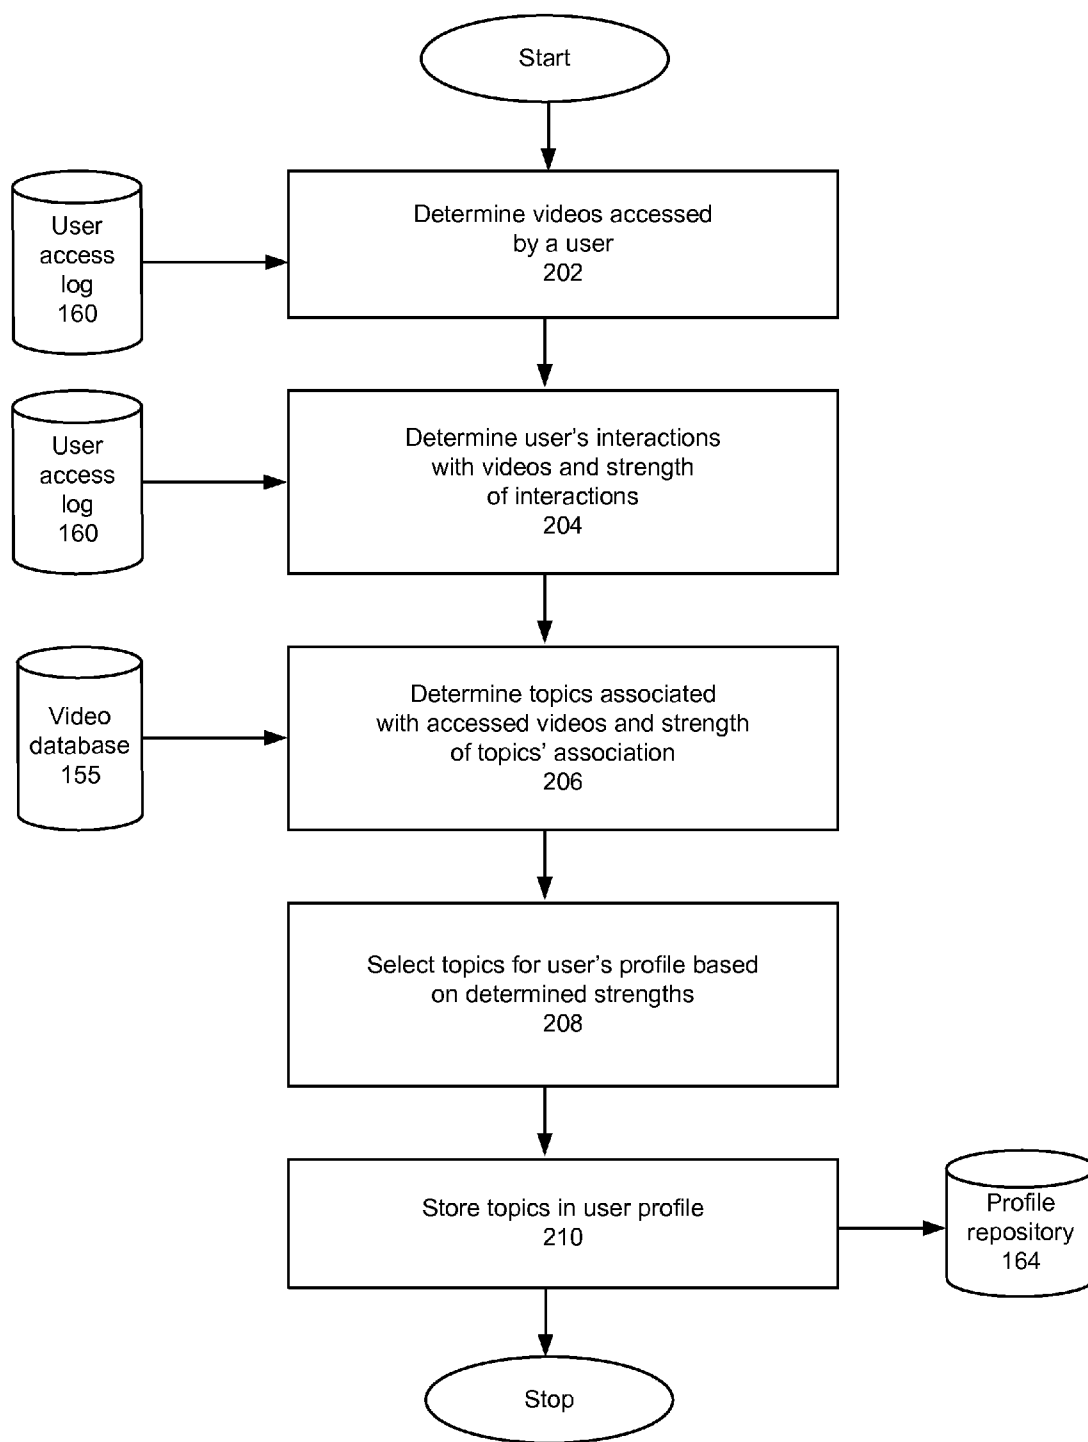 Start
User
access
log
160
Determine videos accessed
by a user
202
User
access
log
160
Determine user's interactions
with videos and strength
of interactions
204
Video
database
155
Determine topics associated
with accessed videos and strength
of topics' association
206
Select topics for user's profile based
on determined strengths
208
Store topics in user profile
210
Profile
repository
164
Stop